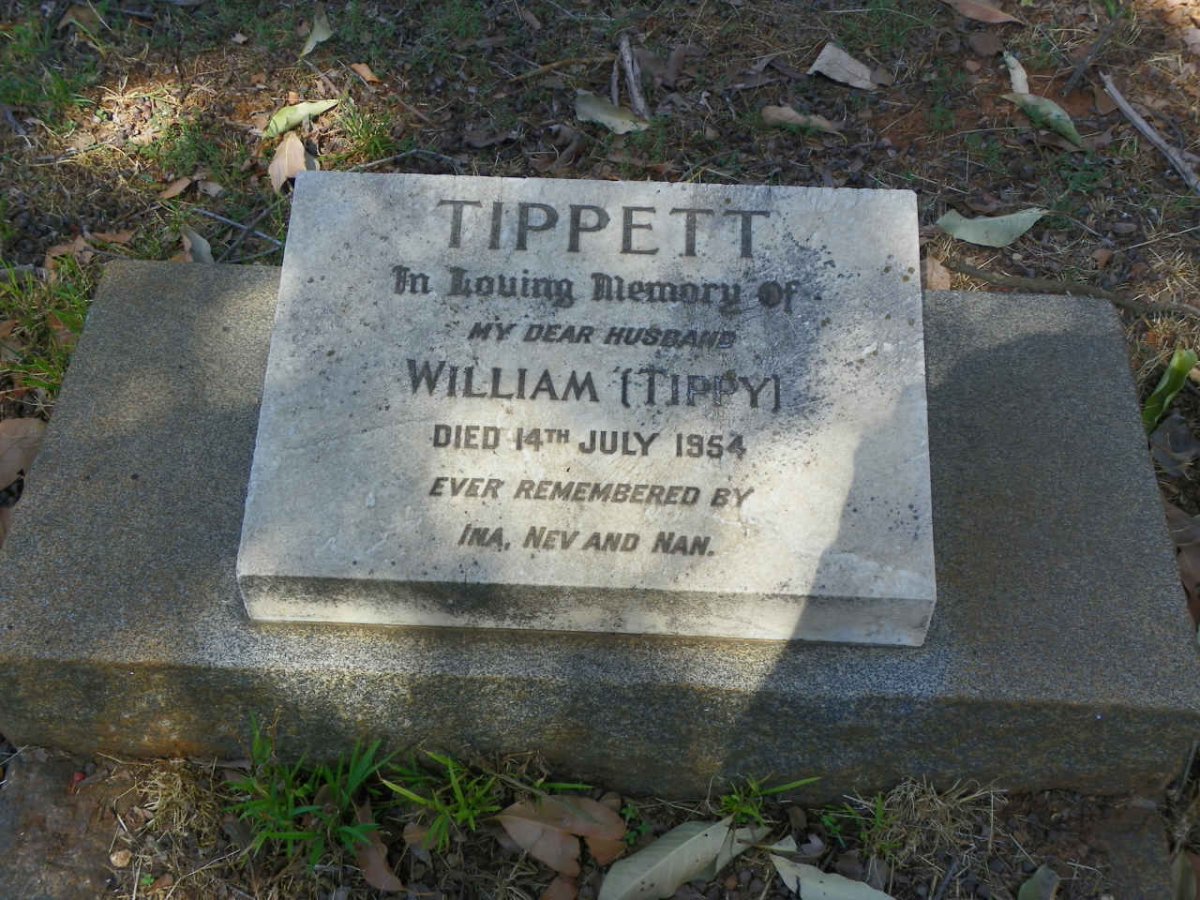 TIPPETT
In Loving Memory Of
MY DEAR HUSBAND
WILLIAM (TIPPY)
DIED 14TH JULY 1954
EVER REMEMBERED BY
INA, NEV AND NAN.